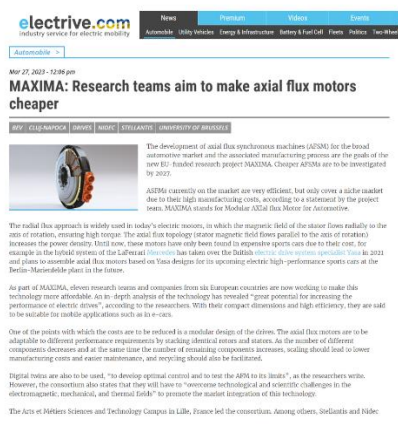 electrive.com
industry service for electric mobility
News Premium Videos Events
Automobile Utility Vehicles Energy & Infrastructure Battery & Fuel Cell Fleets Politics Two-Whee
Automobile >
Mar 27, 2023 - 12:06 pm
MAXIMA: Research teams aim to make axial flux motors
cheaper
BEV CLUJ-NAPOCA DRIVES NIDEC STELLANTIS UNIVERSITY OF BRUSSELS
The development of axial flux synchronous machines (AFSM) for the broad
automotive market and the associated manufacturing process are the goals of the
new EU-funded research project MAXIMA. Cheaper AFSMs are to be investigated
by 2027.
ASFMs currently on the market are very efficient, but only cover a niche market
due to their high manufacturing costs, according to a statement by the project
team. MAXIMA stands for Modular AXIal flux Motor for Automotive.
The radial flux approach is widely used in today's electric motors, in which the magnetic field of the stator flows radially to the
axis of rotation, ensuring high torque. The axial flux topology (stator magnetic field flows parallel to the axis of rotation)
increases the power density. Until now, these motors have only been found in expensive sports cars due to their cost, for
example in the hybrid system of the LaFerrari Mercedes has taken over the British electric drive system specialist Yasa in 2021
and plans to assemble axial flux motors based on Yasa designs for its upcoming electric high-performance sports cars at the
Berlin-Marienfelde plant in the future.
As part of MAXIMA, eleven research teams and companies from six European countries are now working to make this
technology more affordable. An in-depth analysis of the technology has revealed "great potential for increasing the
performance of electric drives", according to the researchers. With their compact dimensions and high efficiency, they are said
to be suitable for mobile applications such as in e-cars.
One of the points with which the costs are to be reduced is a modular design of the drives. The axial flux motors are to be
adaptable to different performance requirements by stacking identical rotors and stators. As the number of different
components decreases and at the same time the number of remaining components increases, scaling should lead to lower
manufacturing costs and easier maintenance, and recycling should also be facilitated.
Digital twins are also to be used, "to develop optimal control and to test the AFM to its limits", as the researchers write.
However, the consortium also states that they will have to "overcome technological and scientific challenges in the
electromagnetic, mechanical, and thermal fields" to promote the market integration of this technology.
The Arts et Métiers Sciences and Technology Campus in Lille, France led the consortium. Among others, Stellantis and Nidec